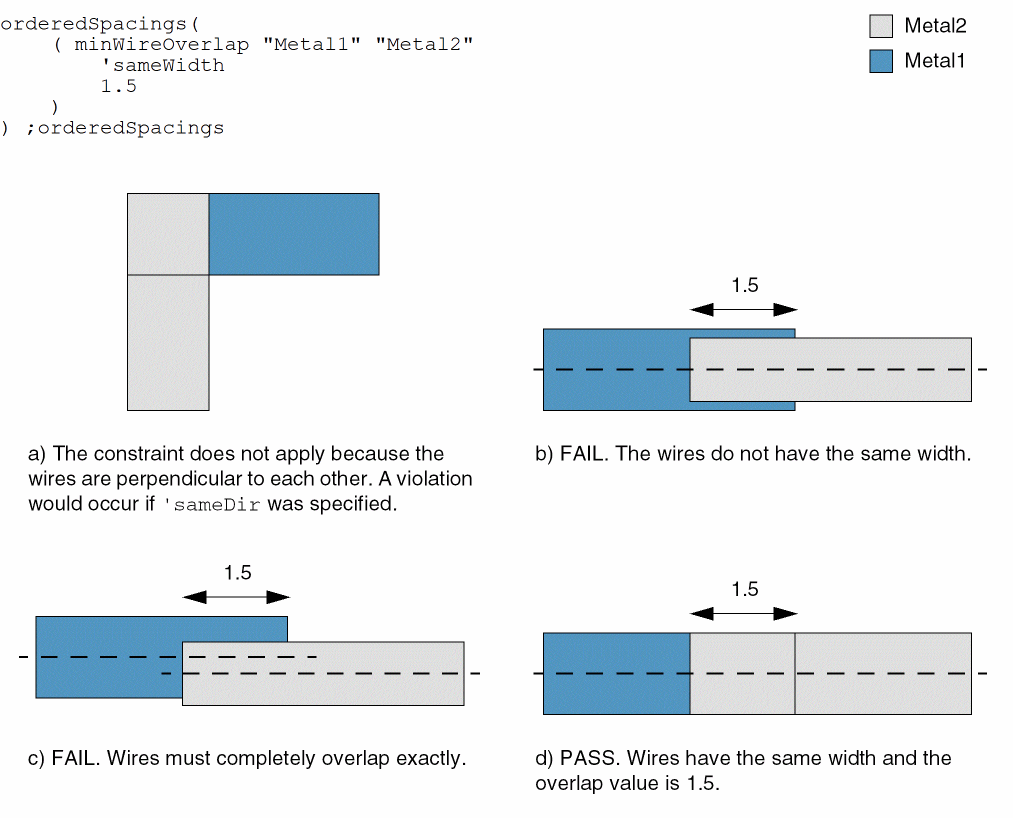 orderedSpacings(
( minWireOverlap "Metal1" "Metal2"
'sameWidth
1.5
)
) ;orderedSpacings
Metal2
Metal1
1.5
a) The constraint does not apply because the
wires are perpendicular to each other. A violation
would occur if 'sameDir was specified.
b) FAIL. The wires do not have the same width.
1.5
1.5
c) FAIL. Wires must completely overlap exactly.
d) PASS. Wires have the same width and the
overlap value is 1.5.